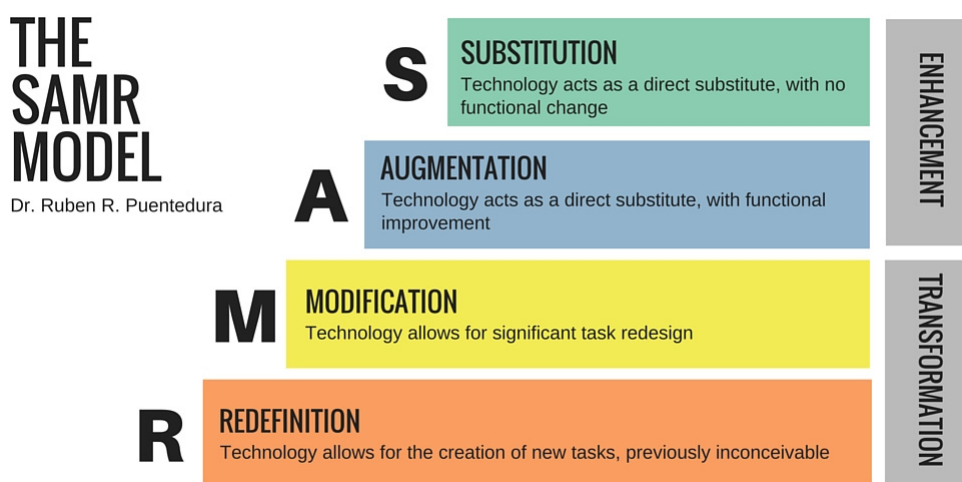 THE
SAMR
MODEL
Dr. Ruben R. Puentedura
S
SUBSTITUTION
Technology acts as a direct substitute, with no
functional change
A
AUGMENTATION
Technology acts as a direct substitute, with functional
improvement
ENHANCEMENT
M
MODIFICATION
Technology allows for significant task redesign
R
REDEFINITION
Technology allows for the creation of new tasks, previously inconceivable
TRANSFORMATION